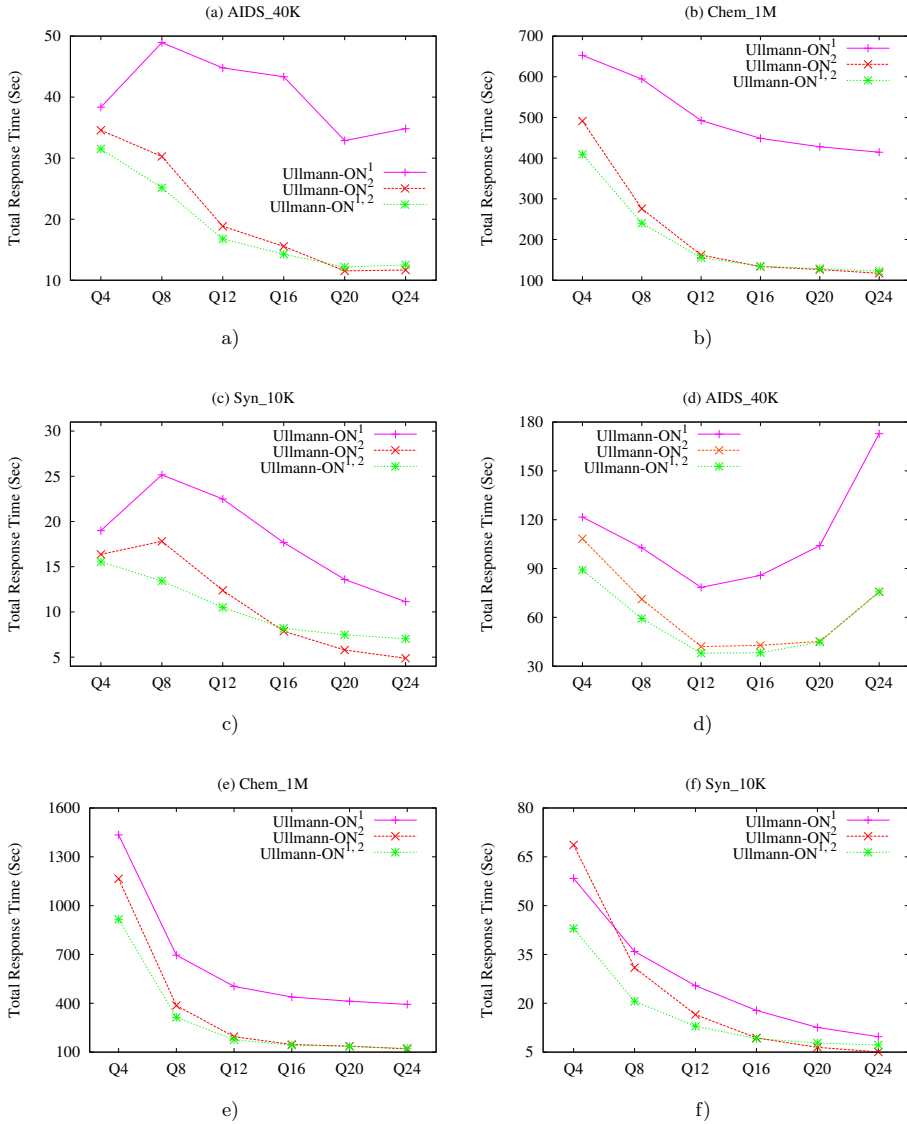 (a) AIDS_40K
Total Response Time (Sec)
50
40
30
20
10
Ullmann-ON^1
Ullmann-ON^2
Ullmann-ON^1, 2
Q4 Q8 Q12 Q16 Q20 Q24
a)
(b) Chem_1M
Total Response Time (Sec)
700
600
500
400
300
200
100
Ullmann-ON^1
Ullmann-ON^2
Ullmann-ON^1, 2
Q4 Q8 Q12 Q16 Q20 Q24
b)
(c) Syn_10K
Total Response Time (Sec)
30
25
20
15
10
5
Ullmann-ON^1
Ullmann-ON^2
Ullmann-ON^1, 2
Q4 Q8 Q12 Q16 Q20 Q24
c)
(d) AIDS_40K
Total Response Time (Sec)
180
150
120
90
60
30
Ullmann-ON^1
Ullmann-ON^2
Ullmann-ON^1, 2
Q4 Q8 Q12 Q16 Q20 Q24
d)
(e) Chem_1M
Total Response Time (Sec)
1600
1300
1000
700
400
100
Ullmann-ON^1
Ullmann-ON^2
Ullmann-ON^1, 2
Q4 Q8 Q12 Q16 Q20 Q24
e)
(f) Syn_10K
Total Response Time (Sec)
80
65
50
35
20
5
Ullmann-ON^1
Ullmann-ON^2
Ullmann-ON^1, 2
Q4 Q8 Q12 Q16 Q20 Q24
f)